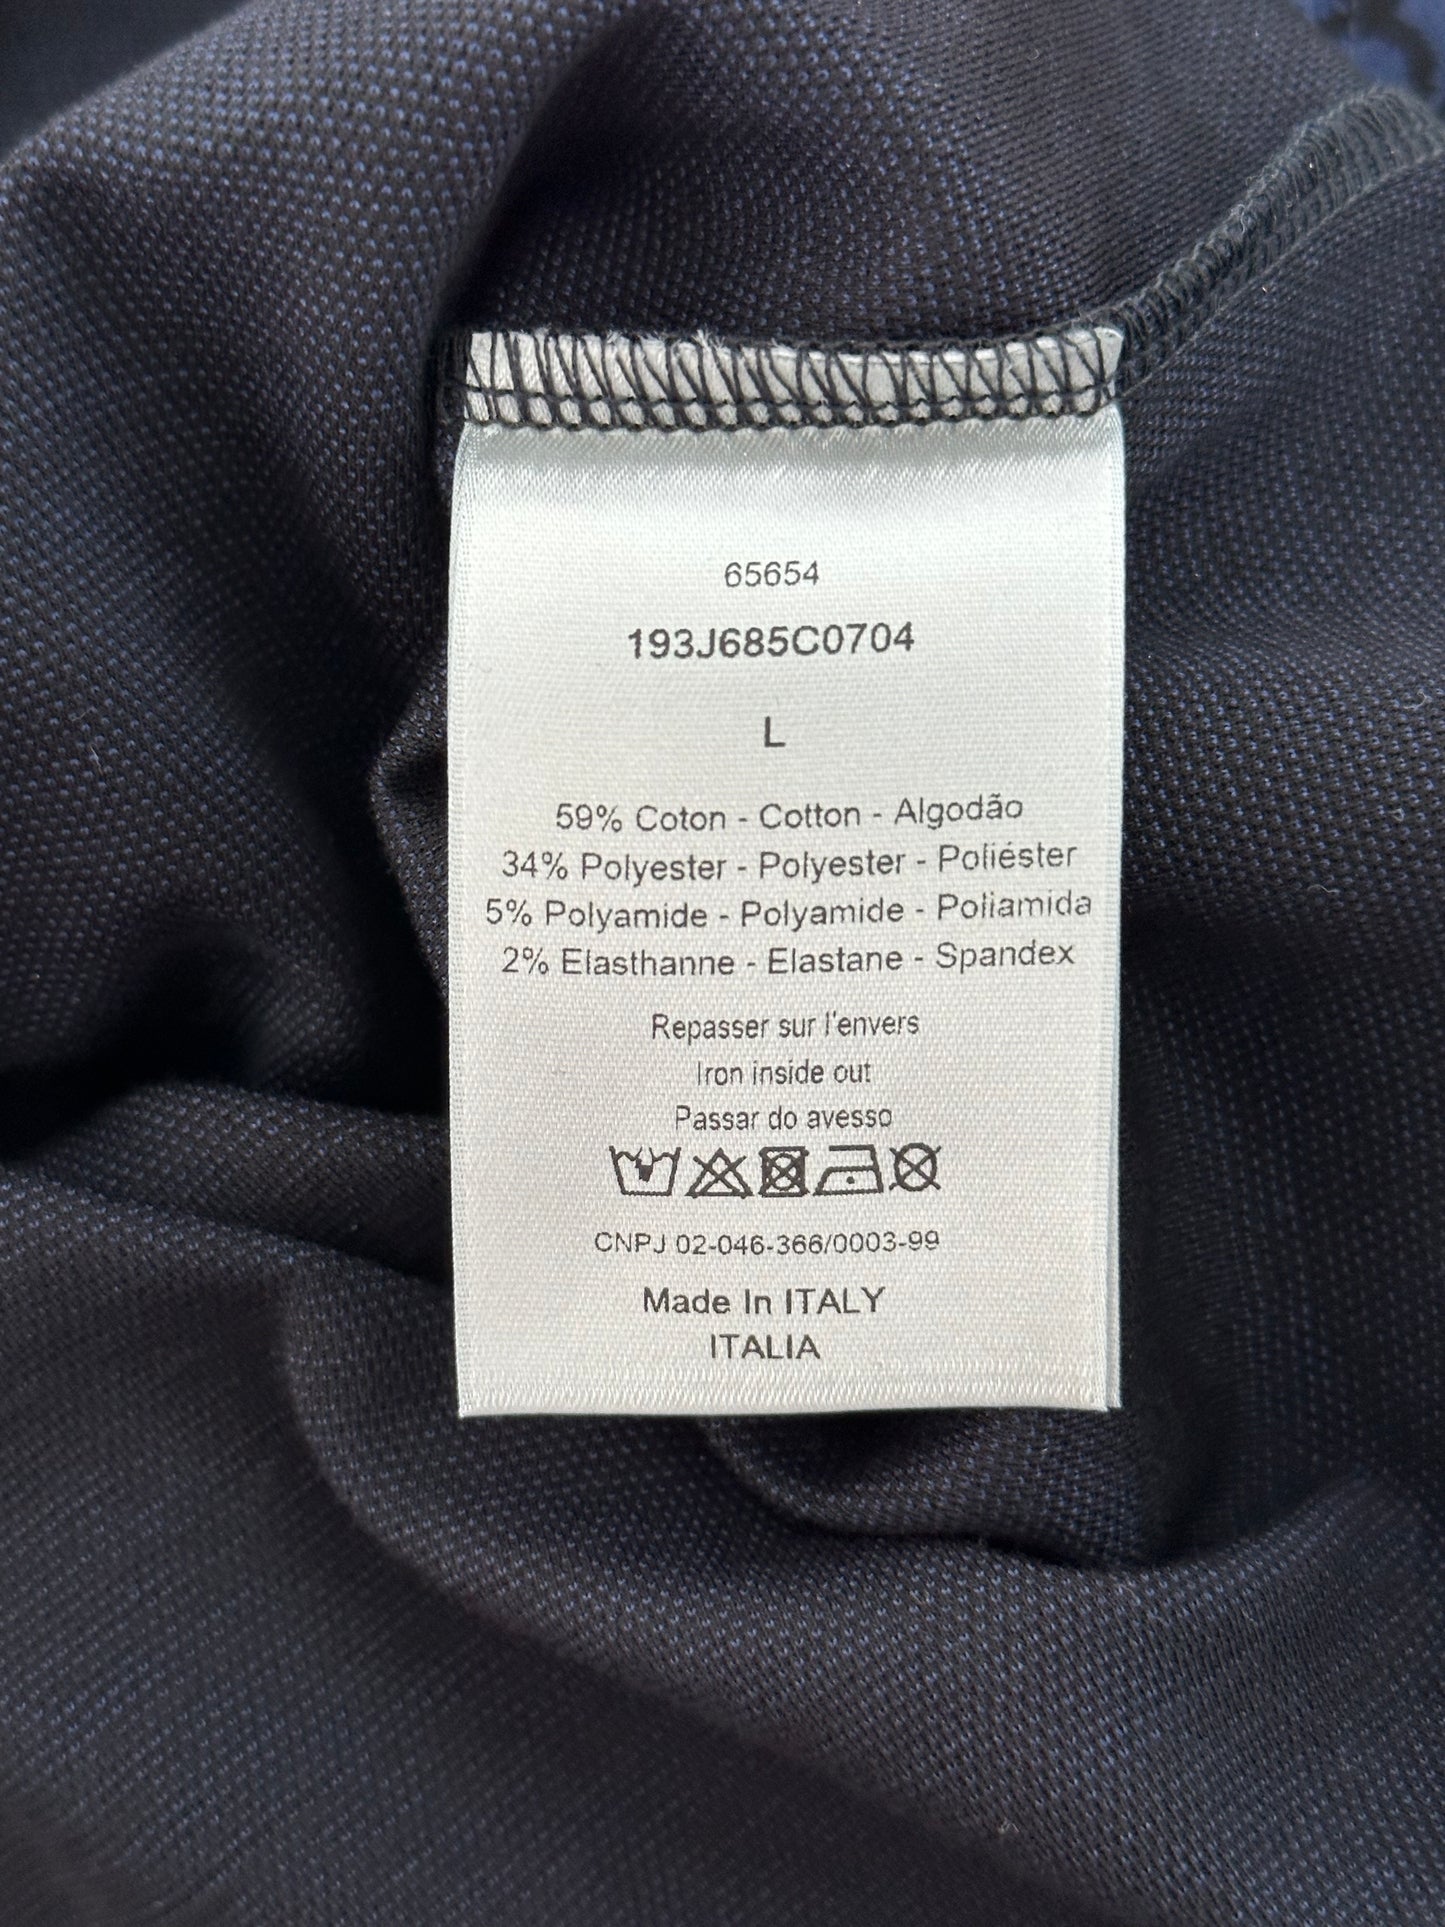 65654
193J685C0704
L
59% Coton - Cotton - Algodão
34% Polyester - Polyester - Poliéster
5% Polyamide - Polyamide - Poliamida
2% Elasthanne - Elastane - Spandex
Repasser sur l'envers
Iron inside out
Passar do avesso
CNPJ 02-046-366/0003-99
Made In ITALY
ITALIA